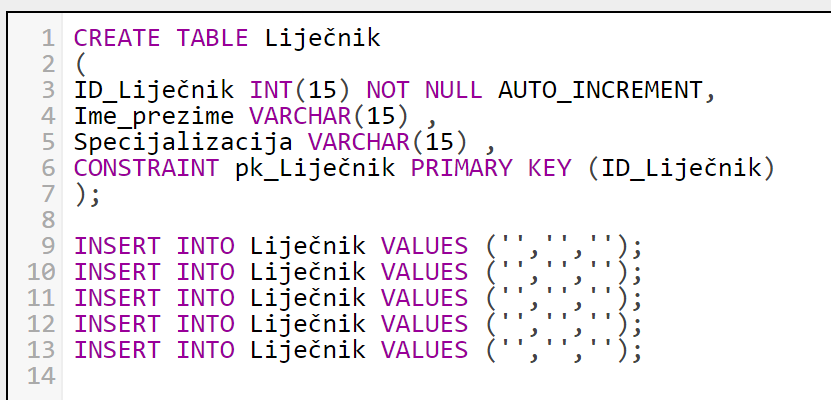 1 CREATE TABLE Liječnik
2 (
3 ID_Liječnik INT(15) NOT NULL AUTO_INCREMENT,
4 Ime_prezime VARCHAR(15) ,
5 Specijalizacija VARCHAR(15) ,
6 CONSTRAINT pk_Liječnik PRIMARY KEY (ID_Liječnik)
7 );
8
9 INSERT INTO Liječnik VALUES ('','','');
10 INSERT INTO Liječnik VALUES ('','','');
11 INSERT INTO Liječnik VALUES ('','','');
12 INSERT INTO Liječnik VALUES ('','','');
13 INSERT INTO Liječnik VALUES ('','','');
14